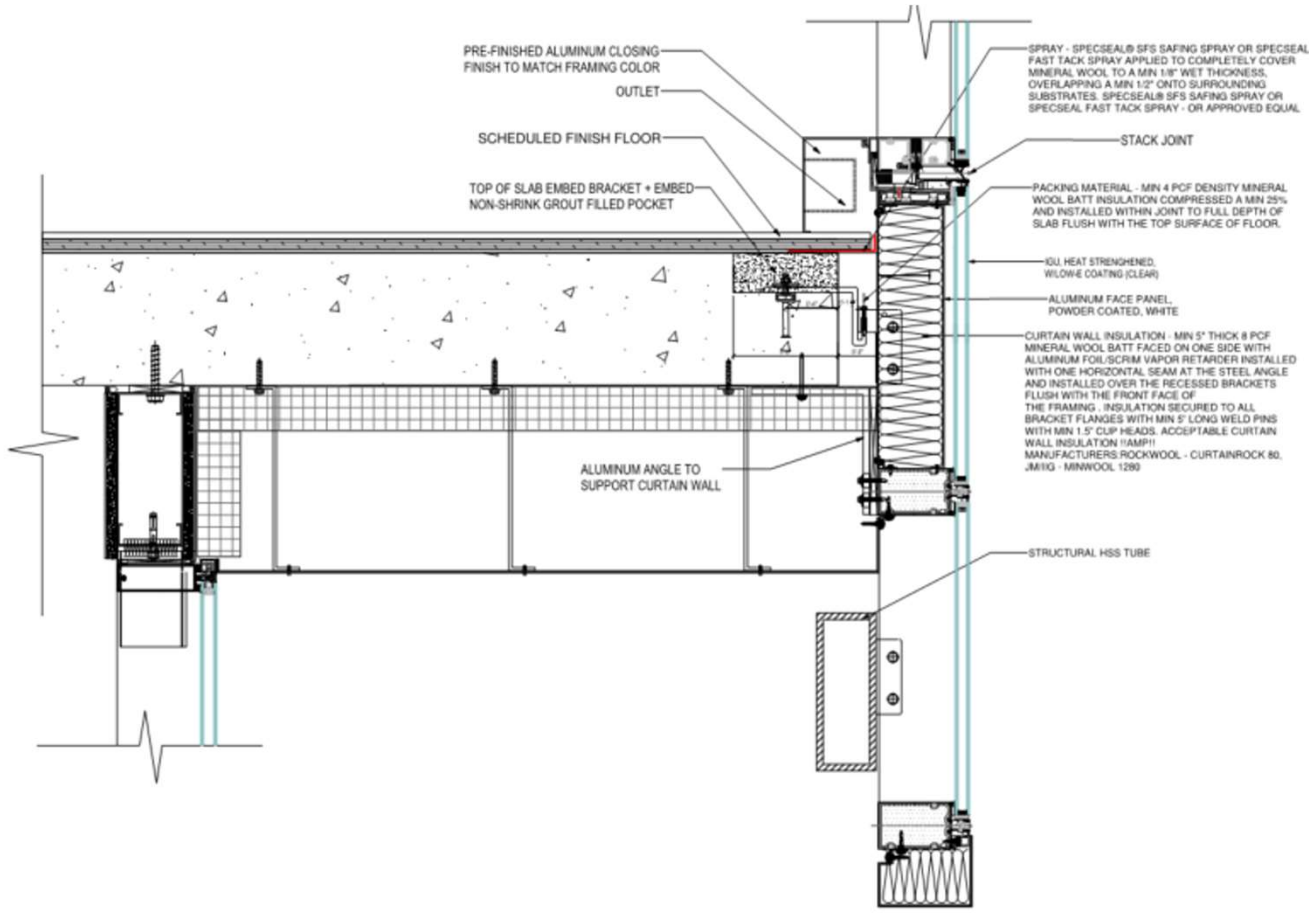 PRE-FINISHED ALUMINUM CLOSING
FINISH TO MATCH FRAMING COLOR
OUTLET
SCHEDULED FINISH FLOOR
TOP OF SLAB EMBED BRACKET + EMBED
NON-SHRINK GROUT FILLED POCKET
ALUMINUM ANGLE TO
SUPPORT CURTAIN WALL
SPRAY - SPECSEAL® SFS SAFING SPRAY OR SPECSEAL
FAST TACK SPRAY APPLIED TO COMPLETELY COVER
MINERAL WOOL TO A MIN 1/8" WET THICKNESS,
OVERLAPPING A MIN 1/2" ONTO SURROUNDING
SUBSTRATES. SPECSEAL® SFS SAFING SPRAY OR
SPECSEAL FAST TACK SPRAY - OR APPROVED EQUAL
STACK JOINT
PACKING MATERIAL - MIN 4 PCF DENSITY MINERAL
WOOL BATT INSULATION COMPRESSED A MIN 25%
AND INSTALLED WITHIN JOINT TO FULL DEPTH OF
SLAB FLUSH WITH THE TOP SURFACE OF FLOOR.
IGU, HEAT STRENGHENED,
W/LOW-E COATING (CLEAR)
ALUMINUM FACE PANEL,
POWDER COATED, WHITE
CURTAIN WALL INSULATION - MIN 5" THICK 8 PCF
MINERAL WOOL BATT FACED ON ONE SIDE WITH
ALUMINUM FOIL/SCRIM VAPOR RETARDER INSTALLED
WITH ONE HORIZONTAL SEAM AT THE STEEL ANGLE
AND INSTALLED OVER THE RECESSED BRACKETS
FLUSH WITH THE FRONT FACE OF
THE FRAMING . INSULATION SECURED TO ALL
BRACKET FLANGES WITH MIN 5" LONG WELD PINS
WITH MIN 1.5" CUP HEADS. ACCEPTABLE CURTAIN
WALL INSULATION !!AMP!!
MANUFACTURERS:ROCKWOOL - CURTAINROCK 80,
JM/IIG - MINWOOL 1280
STRUCTURAL HSS TUBE